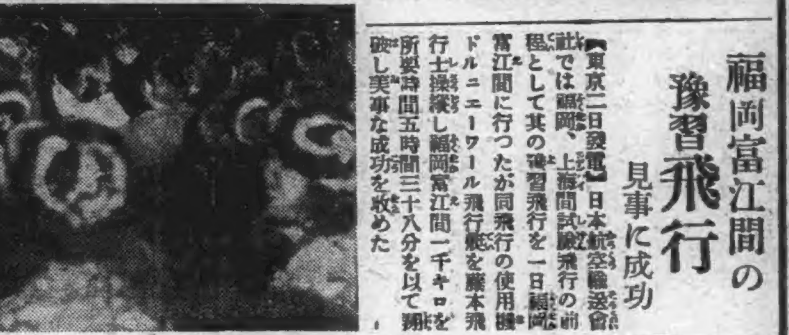 福岡富江間の
豫習飛行
見事に成功
【東京二日發電】日本航空輸送會
社では福岡、上海間試驗飛行の前
程として其の豫習飛行を一日福岡
富江間に行つたが同飛行の使用機
ドルニエーワール飛行艇を藤本飛
行士操縱し福岡富江間一千キロを
所要時間五時間三十八分を以て翔
破し美事な成功を收めた